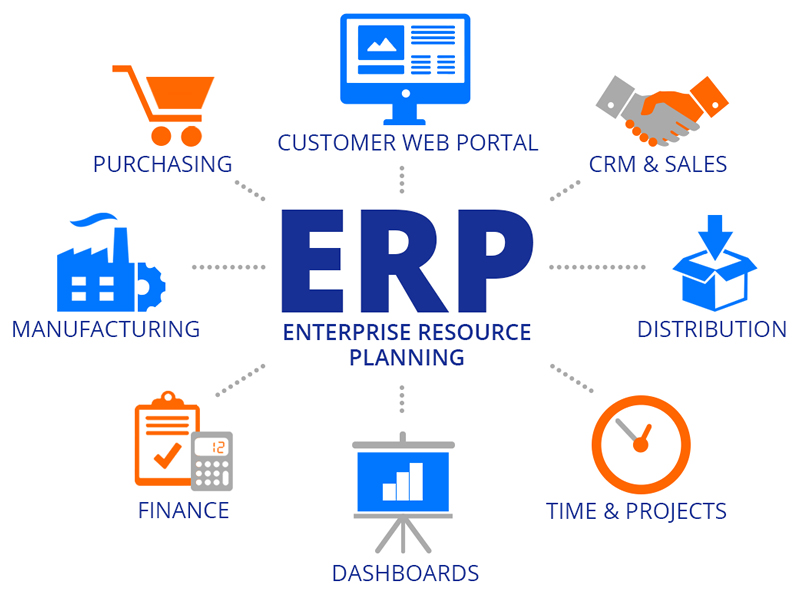 CUSTOMER WEB PORTAL
PURCHASING
CRM & SALES
ERP
ENTERPRISE RESOURCE
PLANNING
MANUFACTURING
DISTRIBUTION
12
FINANCE
TIME & PROJECTS
DASHBOARDS